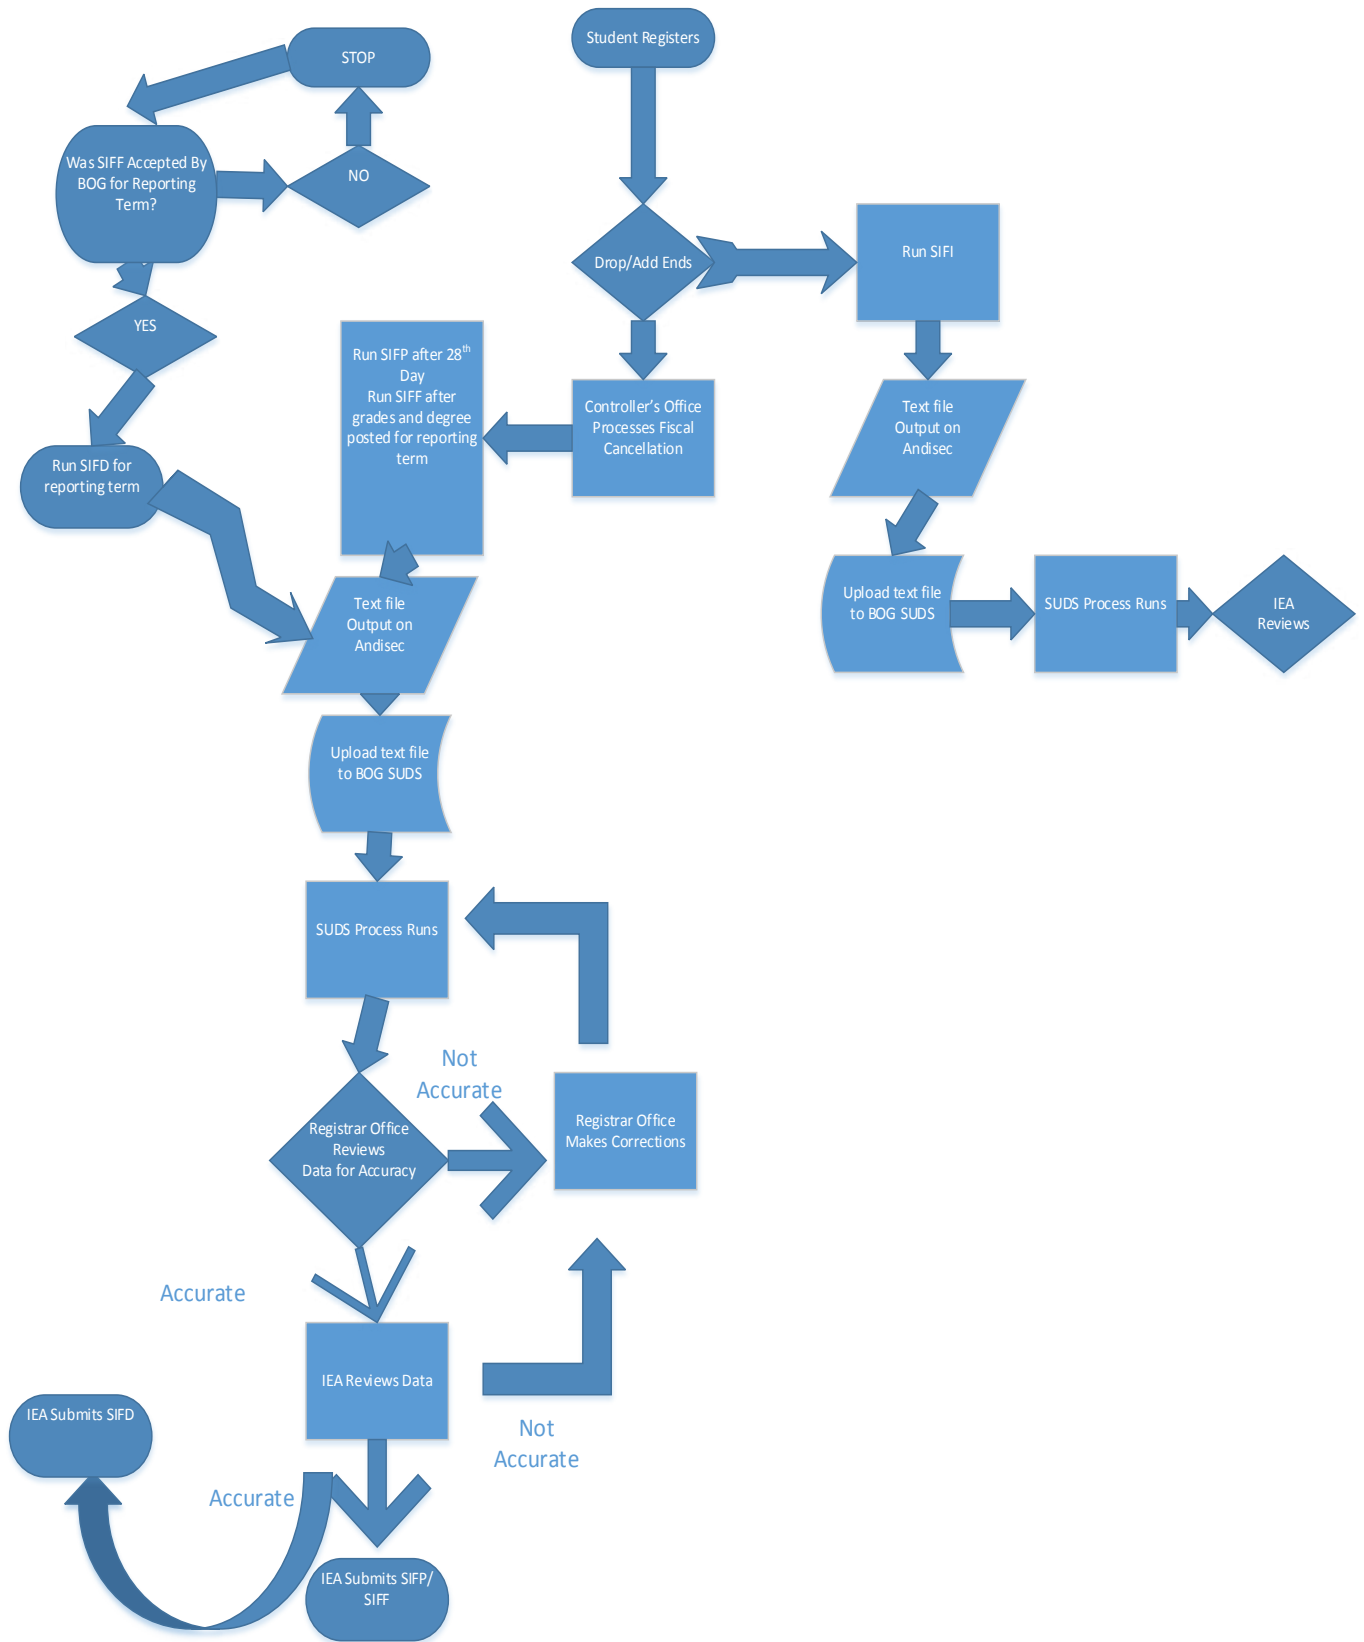 Student Registers
STOP
Was SIFF Accepted By
BOG for Reporting
Term?
NO
Drop/Add Ends
Run SIFI
YES
Run SIFP after 28th
Day
Run SIFF after
grades and degree
posted for reporting
term
Controller's Office
Processes Fiscal
Cancellation
Text file
Output on
Andisec
Run SIFD for
reporting term
Upload text file
to BOG SUDS
SUDS Process Runs
IEA
Reviews
Text file
Output on
Andisec
Upload text file
to BOG SUDS
SUDS Process Runs
Not
Accurate
Registrar Office
Reviews
Data for Accuracy
Registrar Office
Makes Corrections
Accurate
IEA Reviews Data
IEA Submits SIFD
Not
Accurate
Accurate
IEA Submits SIFP/
SIFF